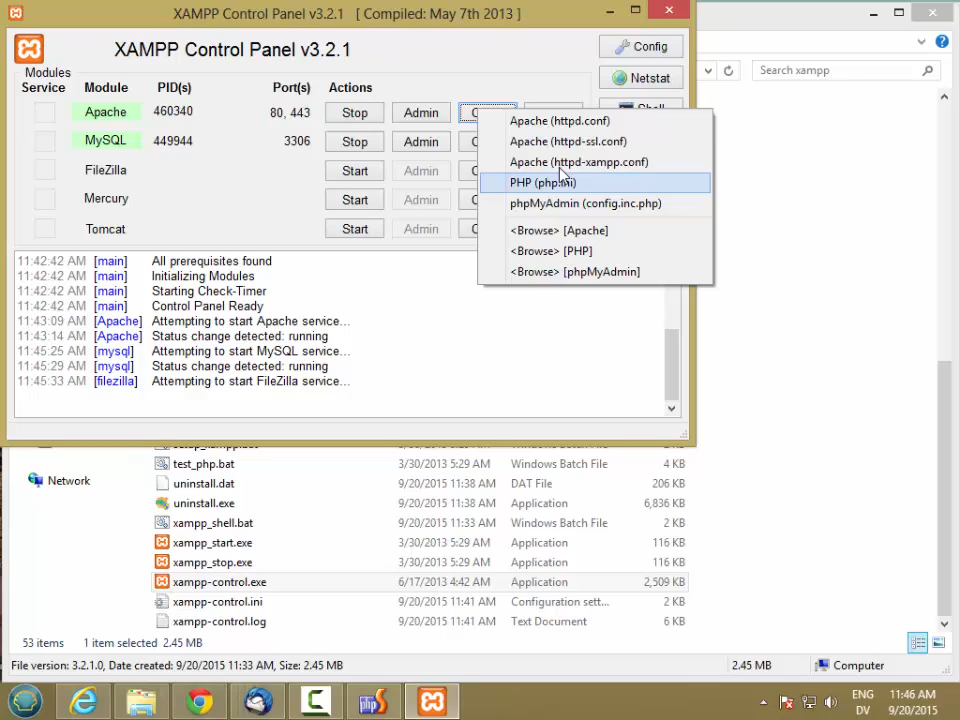 XAMPP Control Panel v3.2.1 [ Compiled: May 7th 2013 ]
XAMPP Control Panel v3.2.1
Config
Netstat
Shell
Search xampp
Modules
Service Module PID(s) Port(s) Actions
Apache 460340 80, 443 Stop Admin
MySQL 449944 3306 Stop Admin
FileZilla Start Admin
Mercury Start Admin
Tomcat Start Admin
Apache (httpd.conf)
Apache (httpd-ssl.conf)
Apache (httpd-xampp.conf)
PHP (php.ini)
phpMyAdmin (config.inc.php)
<Browse> [Apache]
<Browse> [PHP]
<Browse> [phpMyAdmin]
11:42:42 AM [main] All prerequisites found
11:42:42 AM [main] Initializing Modules
11:42:42 AM [main] Starting Check-Timer
11:42:42 AM [main] Control Panel Ready
11:43:09 AM [Apache] Attempting to start Apache service...
11:43:14 AM [Apache] Status change detected: running
11:45:25 AM [mysql] Attempting to start MySQL service...
11:45:29 AM [mysql] Status change detected: running
11:45:33 AM [filezilla] Attempting to start FileZilla service...
Network
test_php.bat 3/30/2013 5:29 AM Windows Batch File 4 KB
uninstall.dat 9/20/2015 11:38 AM DAT File 206 KB
uninstall.exe 9/20/2015 11:38 AM Application 6,836 KB
xampp_shell.bat 9/20/2015 11:33 AM Windows Batch File 2 KB
xampp_start.exe 3/30/2013 5:29 AM Application 116 KB
xampp_stop.exe 3/30/2013 5:29 AM Application 116 KB
xampp-control.exe 6/17/2013 4:42 AM Application 2,509 KB
xampp-control.ini 9/20/2015 11:41 AM Configuration sett... 2 KB
xampp-control.log 9/20/2015 11:41 AM Text Document 4 KB
53 items 1 item selected 2.45 MB
File version: 3.2.1.0, Date created: 9/20/2015 11:33 AM, Size: 2.45 MB
2.45 MB
Computer
ENG
DV
11:46 AM
9/20/2015